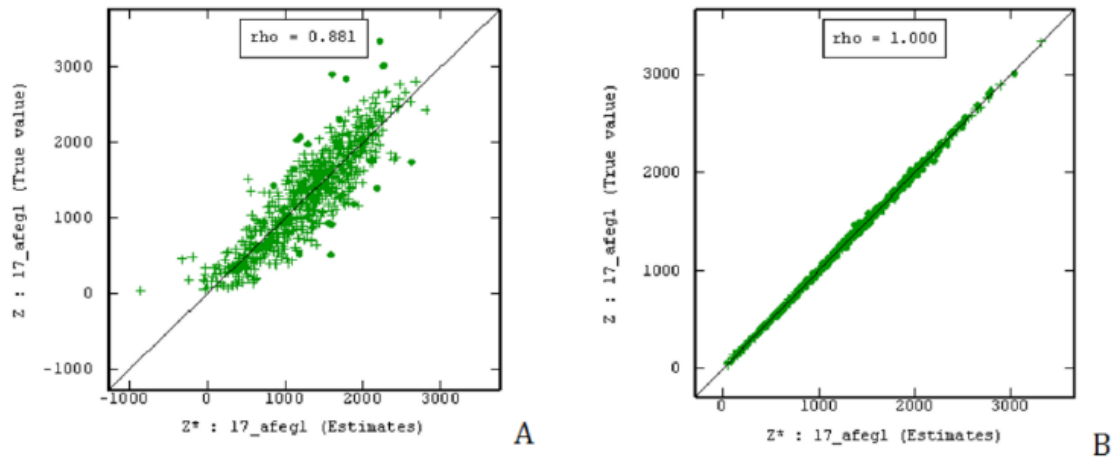 rho = 0.881
3000
2000
1000
0
-1000
Z : 17_afegl (True value)
-1000 0 1000 2000 3000
Z* : 17_afegl (Estimates)
A
rho = 1.000
3000
2000
1000
0
Z : 17_afegl (True value)
0 1000 2000 3000
Z* : 17_afegl (Estimates)
B